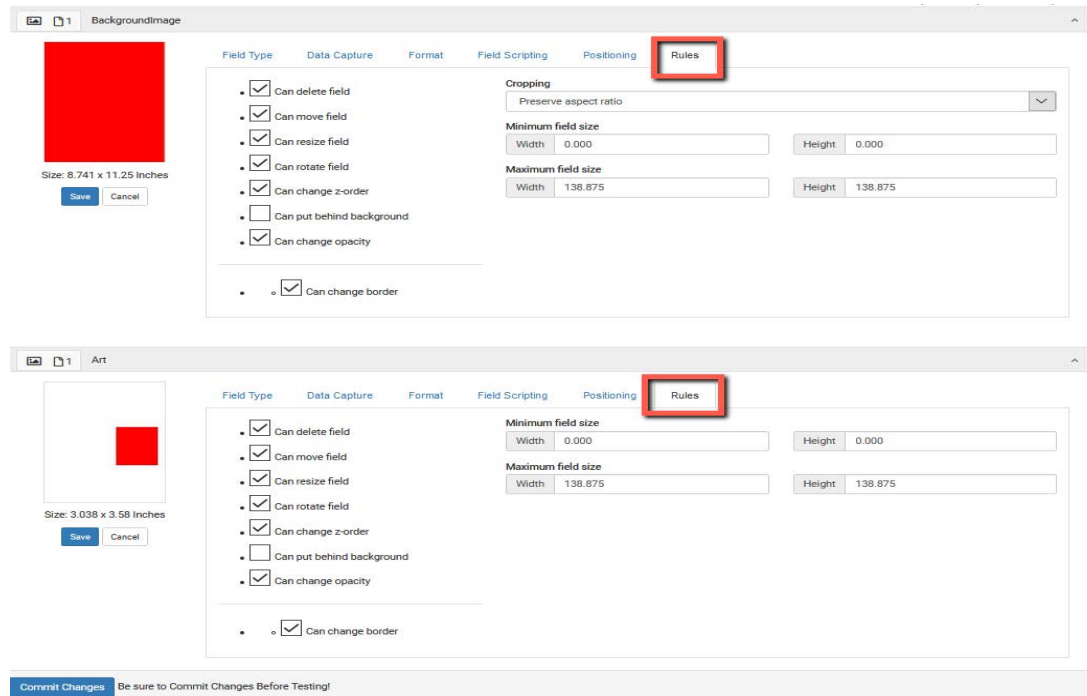 1 BackgroundImage
Field Type Data Capture Format Field Scripting Positioning Rules
Can delete field
Can move field
Can resize field
Can rotate field
Can change z-order
Can put behind background
Can change opacity
Can change border
Cropping
Preserve aspect ratio
Minimum field size
Width 0.000 Height 0.000
Maximum field size
Width 138.875 Height 138.875
Size: 8.741 x 11.25 Inches
Save Cancel
1 Art
Field Type Data Capture Format Field Scripting Positioning Rules
Can delete field
Can move field
Can resize field
Can rotate field
Can change z-order
Can put behind background
Can change opacity
Can change border
Minimum field size
Width 0.000 Height 0.000
Maximum field size
Width 138.875 Height 138.875
Size: 3.038 x 3.58 Inches
Save Cancel
Commit Changes Be sure to Commit Changes Before Testing!